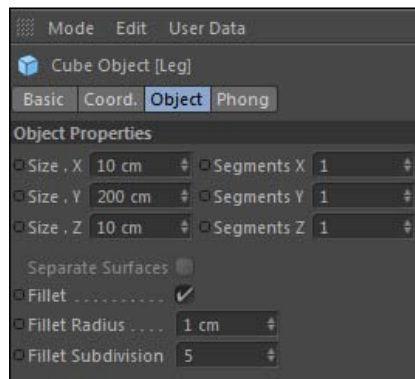 Mode Edit User Data
Cube Object [Leg]
Basic Coord. Object Phong
Object Properties
Size . X 10 cm Segments X 1
Size . Y 200 cm Segments Y 1
Size . Z 10 cm Segments Z 1
Separate Surfaces
Fillet . . . . . . . . . .
Fillet Radius . . . . 1 cm
Fillet Subdivision 5